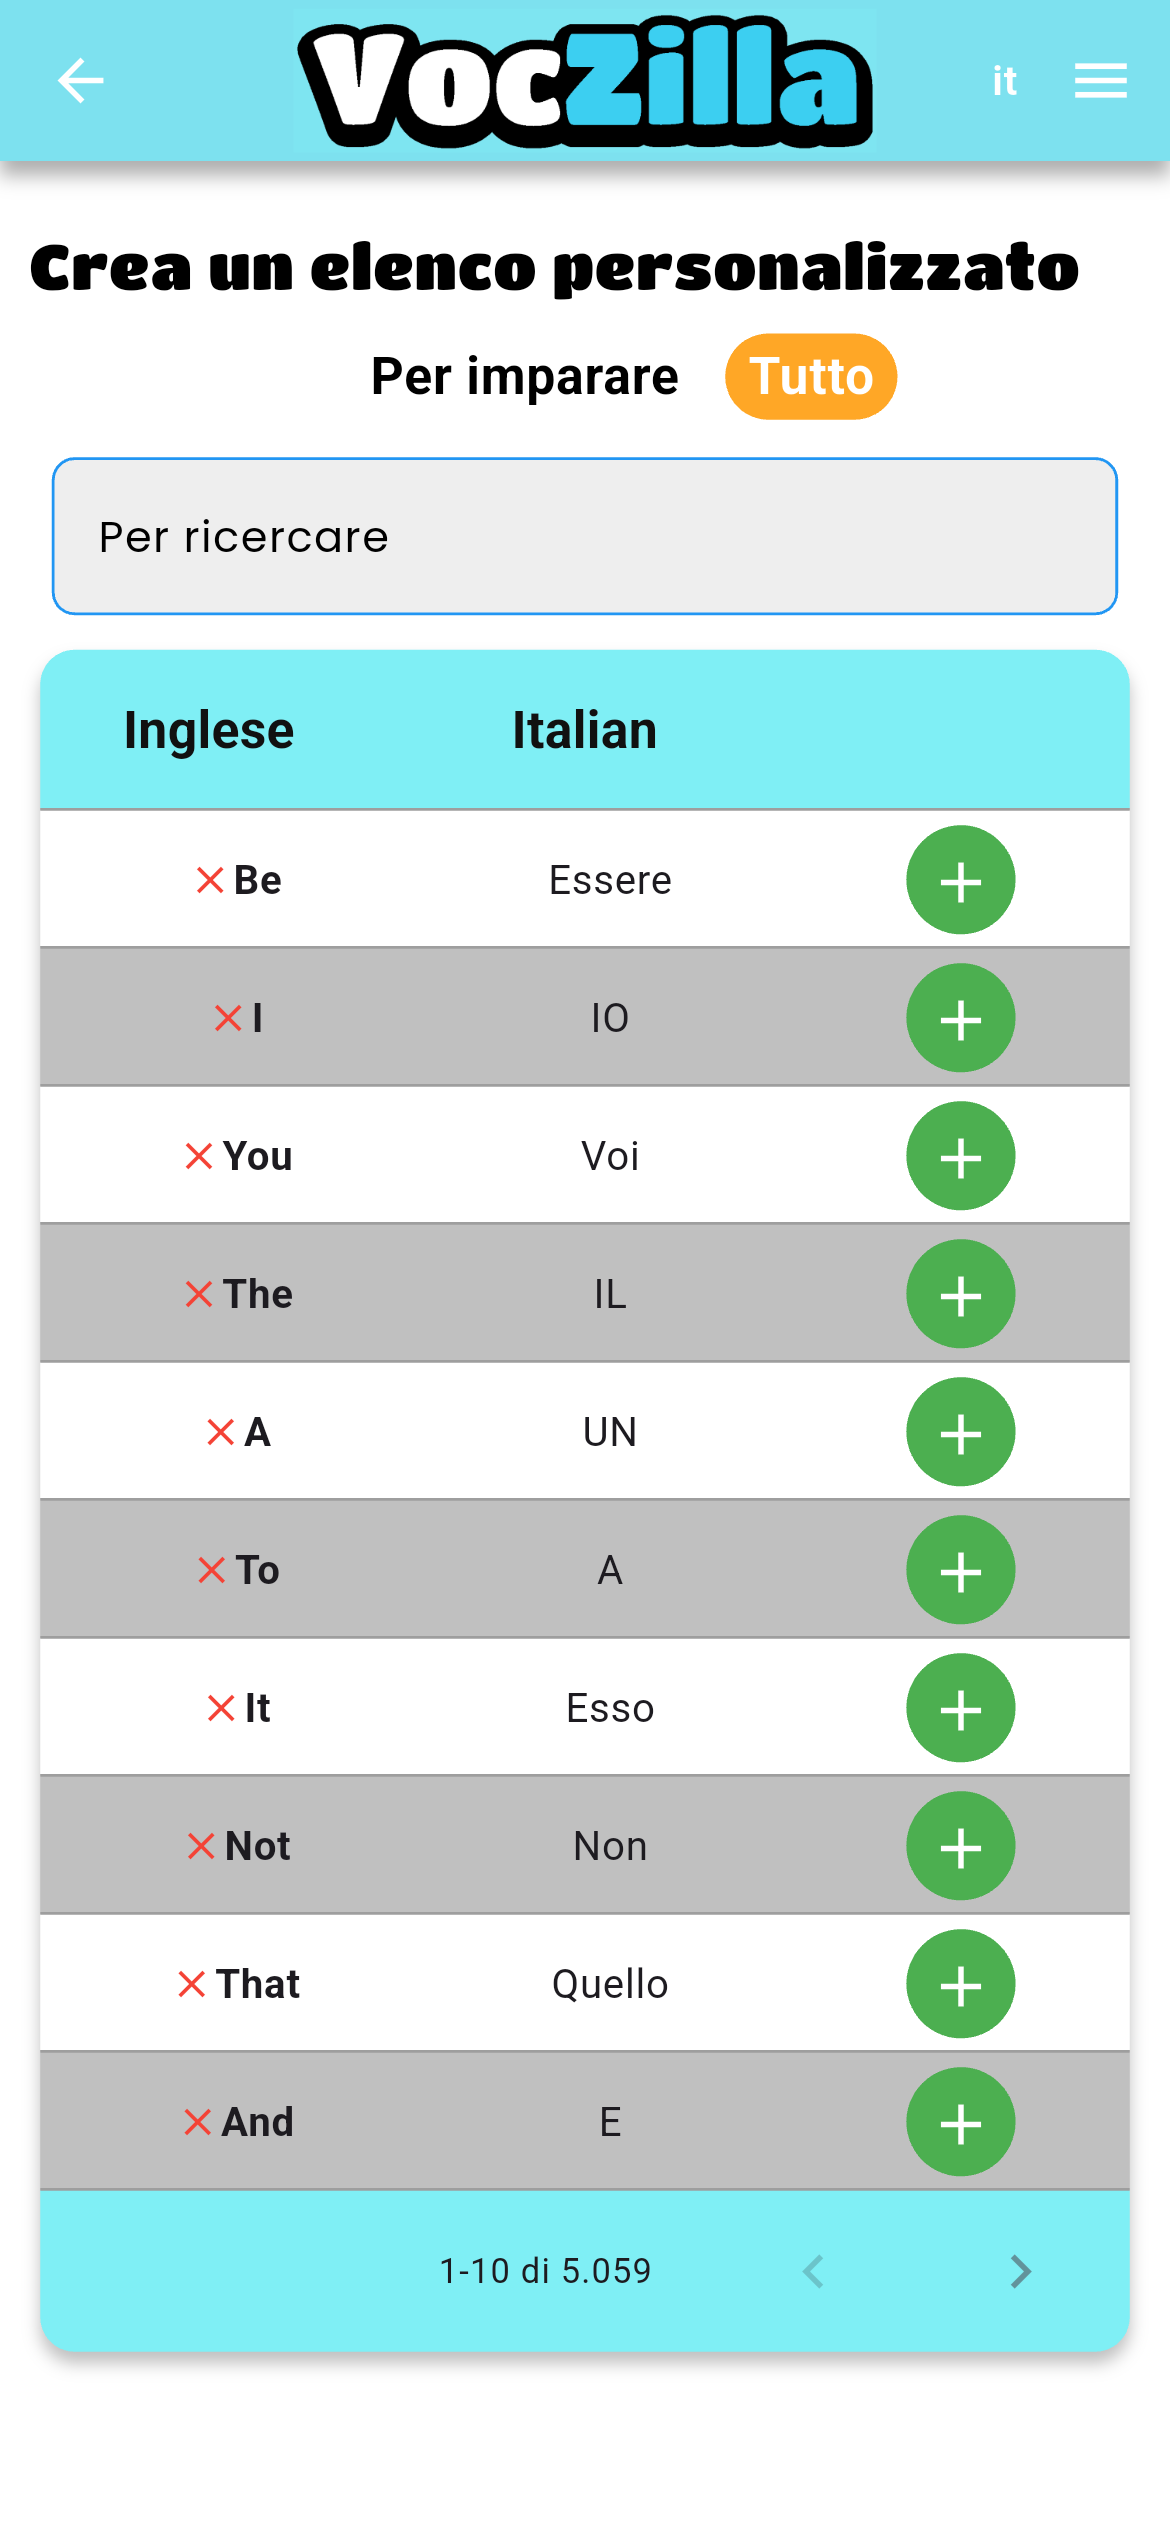 VocZilla
it
Crea un elenco personalizzato
Per imparare Tutto
Per ricercare
Inglese Italian
Be Essere
I IO
You Voi
The IL
A UN
To A
It Esso
Not Non
That Quello
And E
1-10 di 5.059